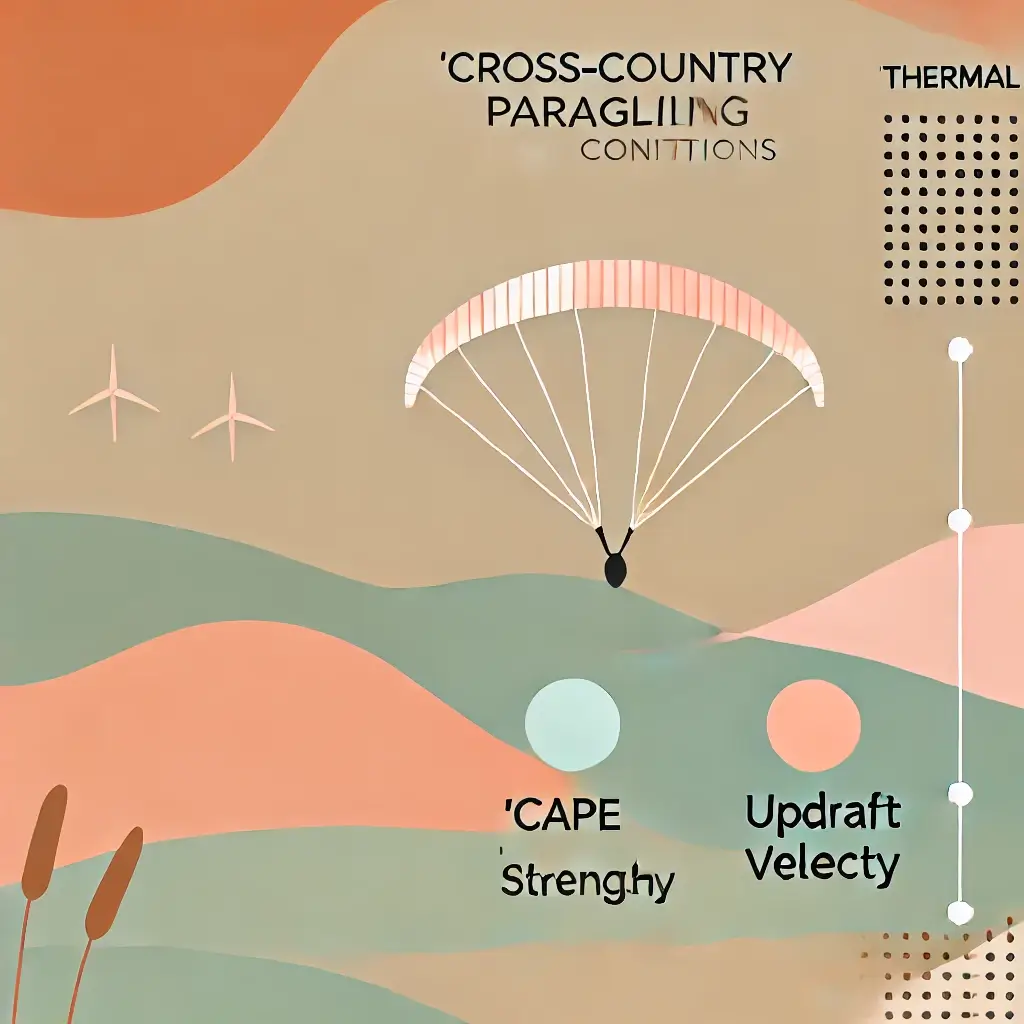 'CROSS-COUNTRY
PARAGLILING
CONITTIONS
'THERMAL
'CAPE
'Strenghy
Updraft
Velecty